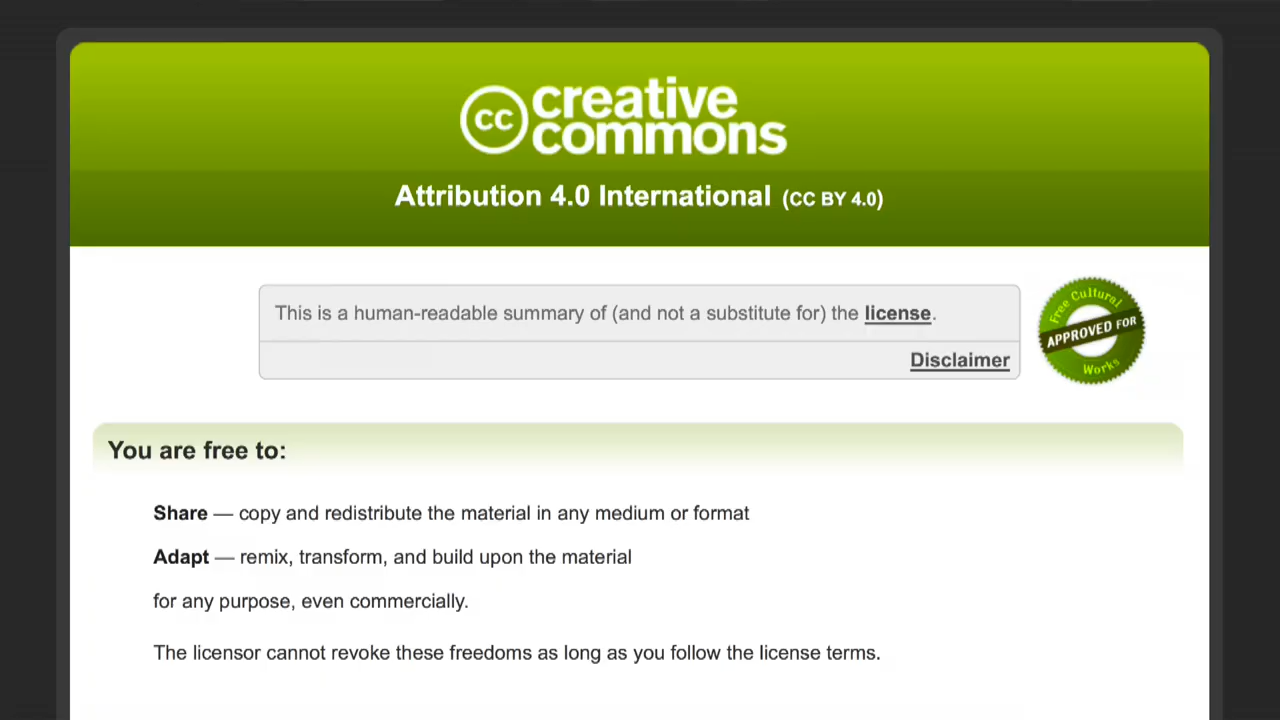 cc creative
commons
Attribution 4.0 International (CC BY 4.0)
This is a human-readable summary of (and not a substitute for) the license.
Disclaimer
Free Cultural
APPROVED FOR
Works
You are free to:
Share — copy and redistribute the material in any medium or format
Adapt — remix, transform, and build upon the material
for any purpose, even commercially.
The licensor cannot revoke these freedoms as long as you follow the license terms.